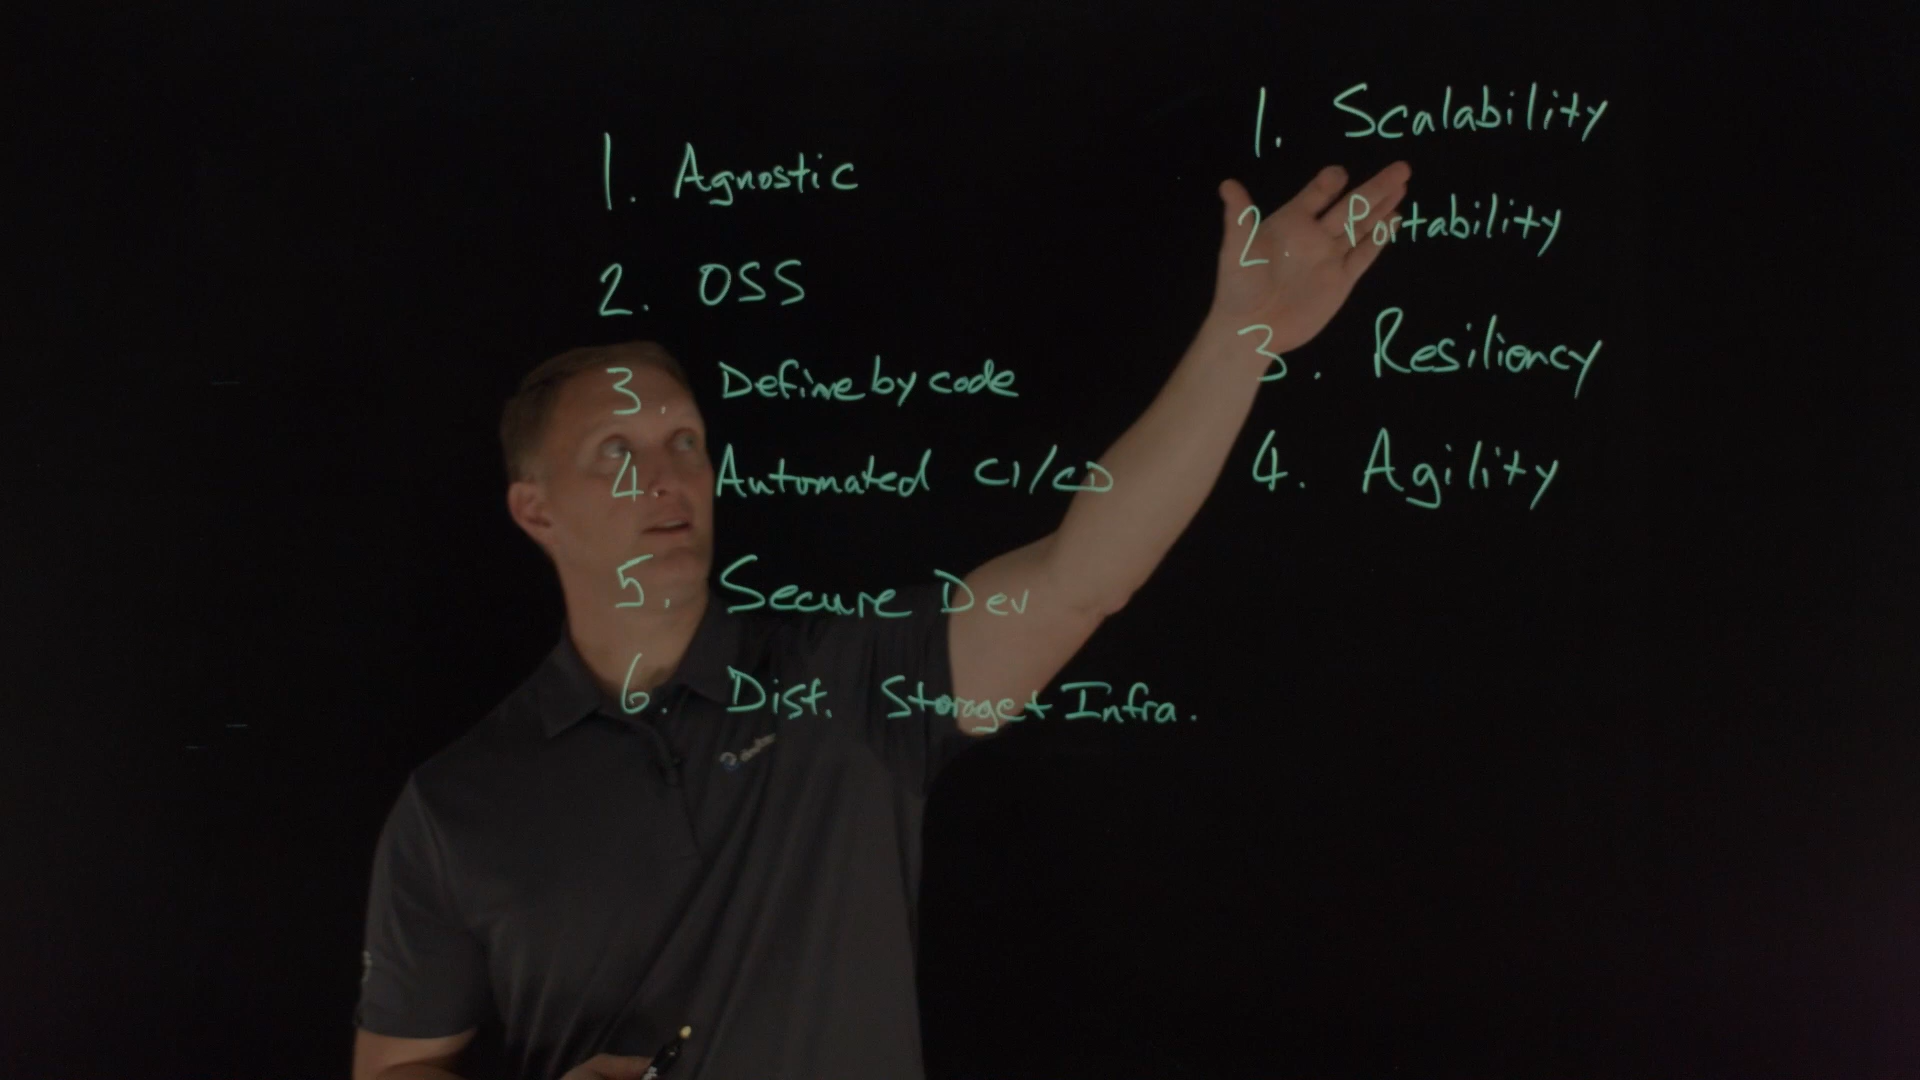 1. Agnostic
2. OSS
3. Define by code
4. Automated CI/CD
5. Secure Dev
6. Dist. Storage + Infra.
1. Scalability
2. Portability
3. Resiliency
4. Agility